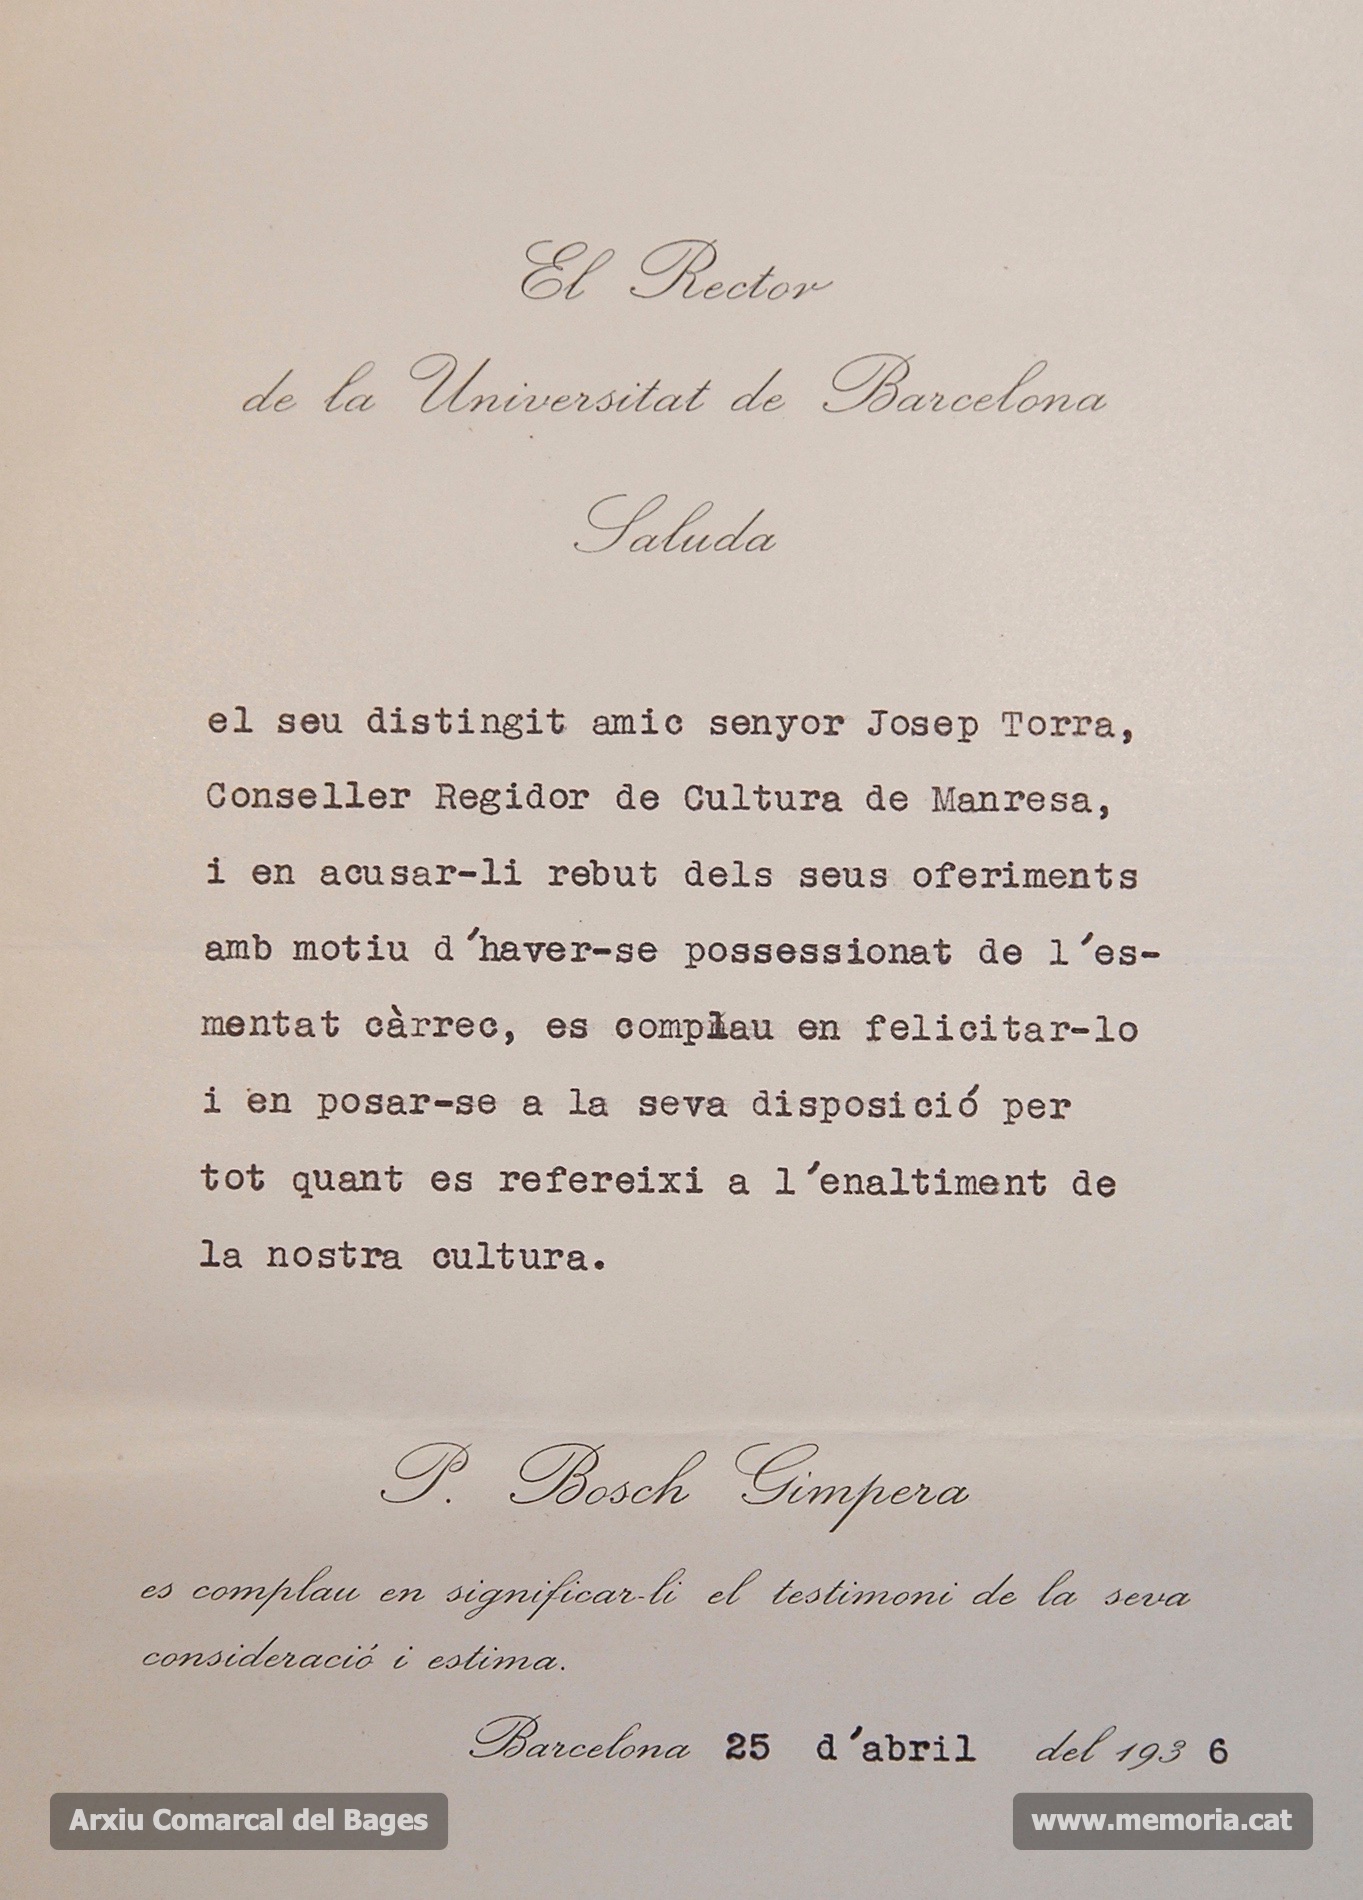 El Rector
de la Universitat de Barcelona
Saluda
el seu distingit amic senyor Josep Torra,
Conseller Regidor de Cultura de Manresa,
i en acusar-li rebut dels seus oferiments
amb motiu d'haver-se possessionat de l'es-
mentat càrrec, es complau en felicitar-lo
i en posar-se a la seva disposició per
tot quant es refereixi a l'enaltiment de
la nostra cultura.
P. Bosch Gimpera
es complau en significar-li el testimoni de la seva
consideració i estima.
Barcelona 25 d'abril del 193 6
Arxiu Comarcal del Bages
www.memoria.cat